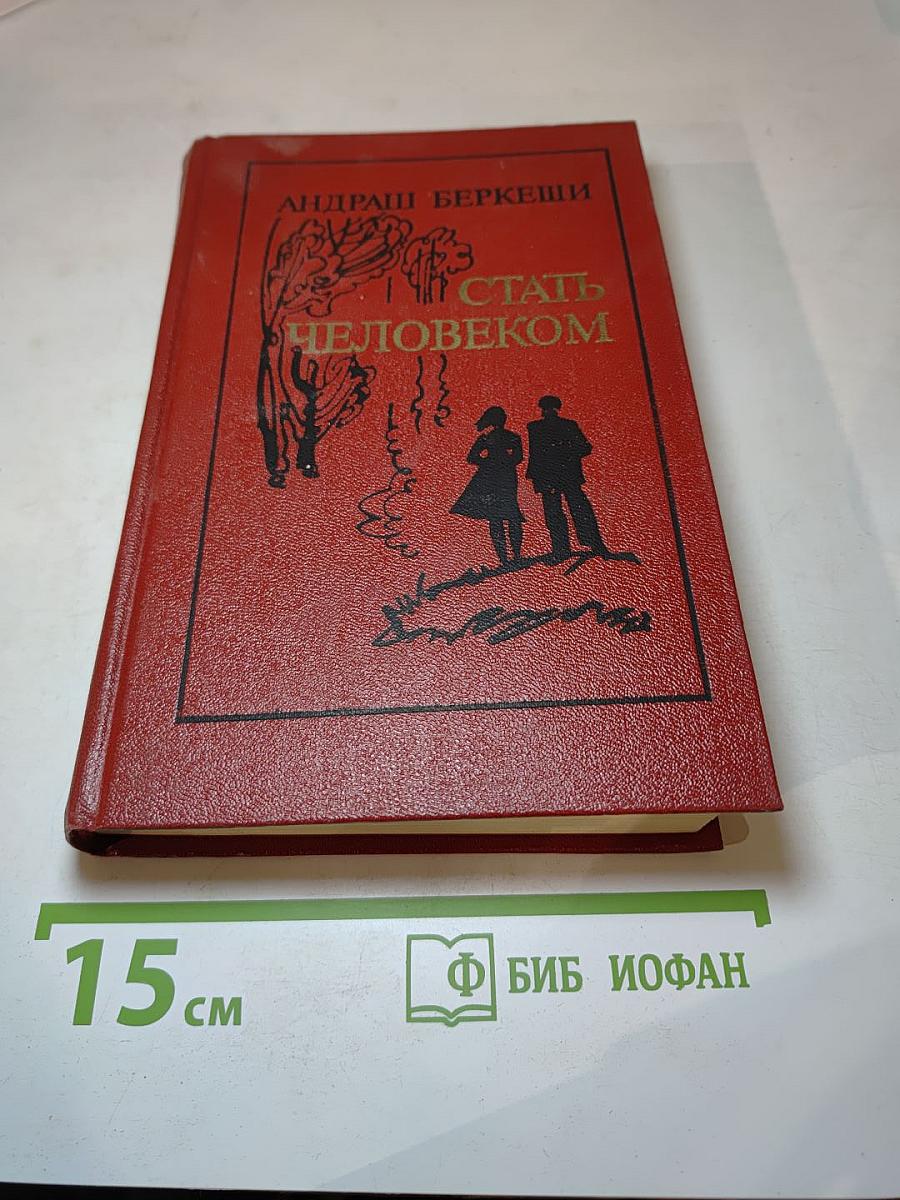 АНДРАШ БЕРКЕШИ
СТАТЬ
ЧЕЛОВЕКОМ
15 см
Ф БИБ ИОФАН